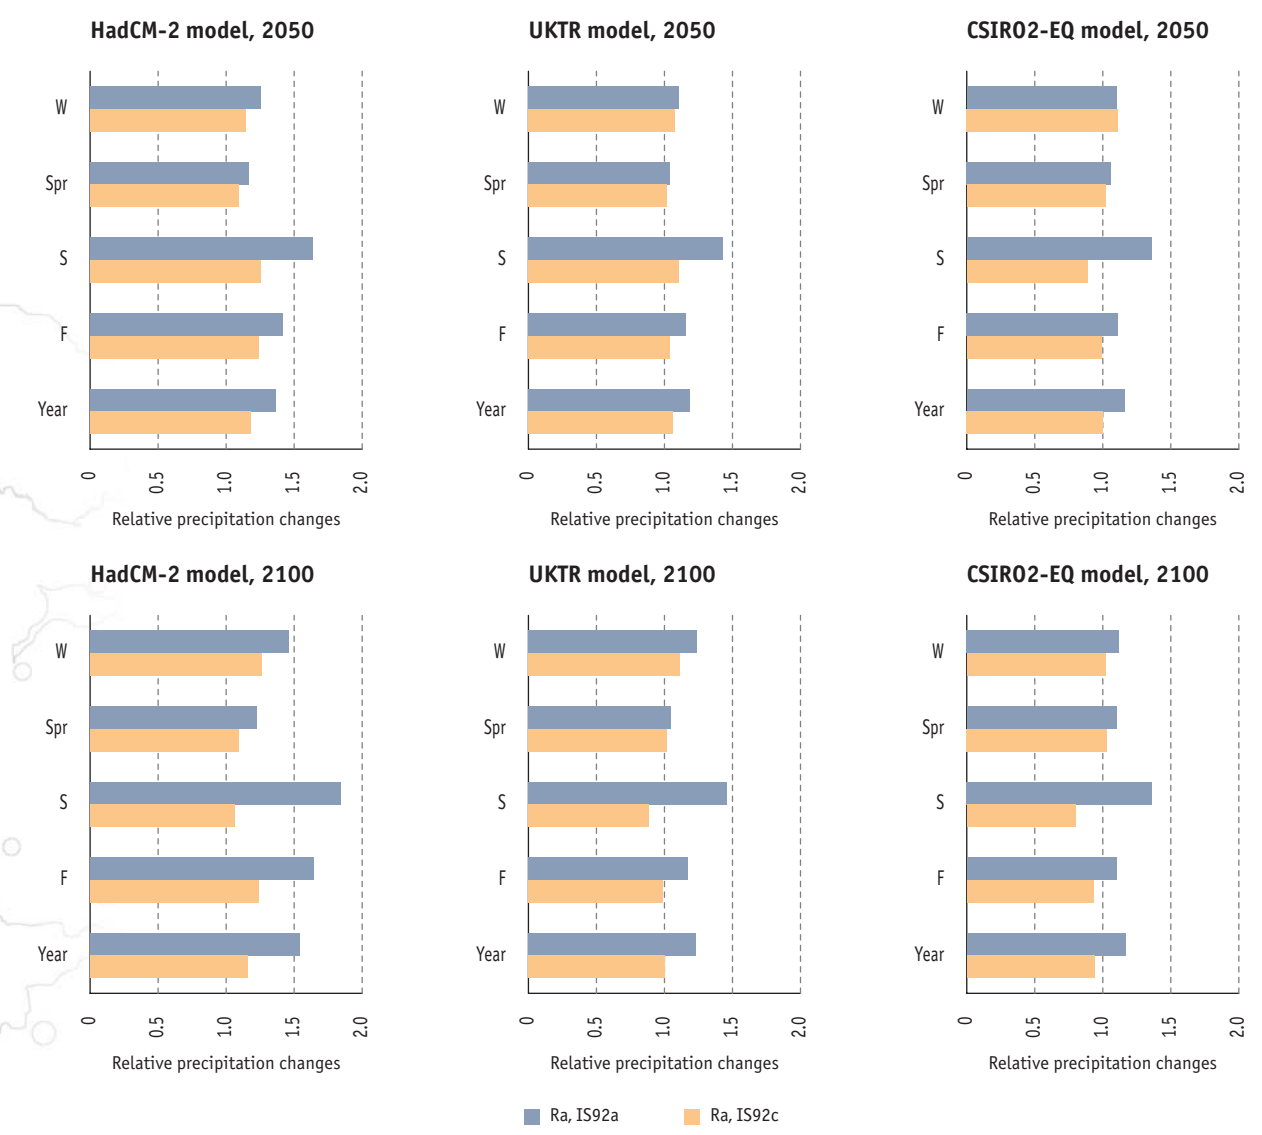 HadCM-2 model, 2050
W
Spr
S
F
Year
0 0.5 1.0 1.5 2.0
Relative precipitation changes
UKTR model, 2050
W
Spr
S
F
Year
0 0.5 1.0 1.5 2.0
Relative precipitation changes
CSIRO2-EQ model, 2050
W
Spr
S
F
Year
0 0.5 1.0 1.5 2.0
Relative precipitation changes
HadCM-2 model, 2100
W
Spr
S
F
Year
0 0.5 1.0 1.5 2.0
Relative precipitation changes
UKTR model, 2100
W
Spr
S
F
Year
0 0.5 1.0 1.5 2.0
Relative precipitation changes
CSIRO2-EQ model, 2100
W
Spr
S
F
Year
0 0.5 1.0 1.5 2.0
Relative precipitation changes
Ra, IS92a Ra, IS92c